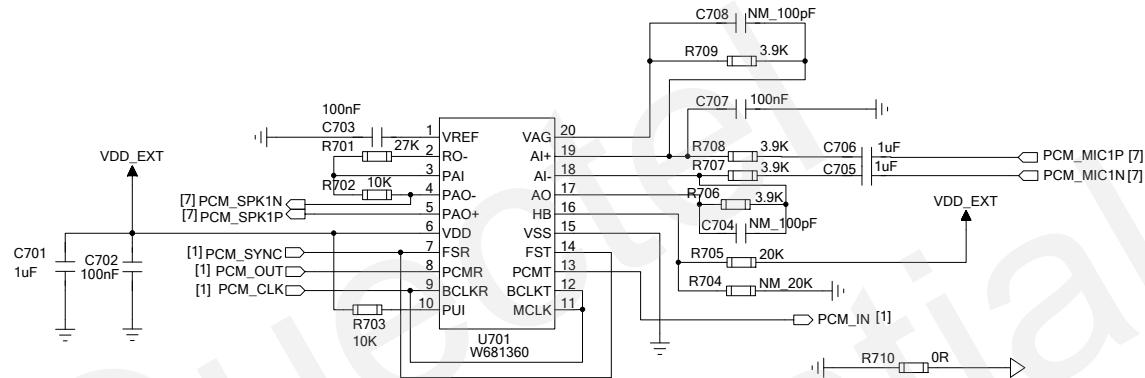 C708 NM_100pF
R709 3.9K
C707 100nF
100nF
C703
1 VREF VAG 20
R701 27K
2 RO- AI+ 19
R708 3.9K C706 1uF PCM_MIC1P [7]
VDD_EXT
3 PAI AI- 18
R707 3.9K C705 1uF PCM_MIC1N [7]
R702 10K
4 PAO- AO 17
R706 3.9K
[7] PCM_SPK1N
5 PAO+ HB 16
[7] PCM_SPK1P
C704 NM_100pF
VDD_EXT
6 VDD VSS 15
C701
1uF
C702
100nF
[1] PCM_SYNC 7 FSR FST 14
R705 20K
[1] PCM_OUT 8 PCMR PCMT 13
[1] PCM_CLK 9 BCLKR BCLKT 12
R704 NM_20K
10 PUI MCLK 11
R703
10K
U701
W681360
PCM_IN [1]
R710 0R
Quectel